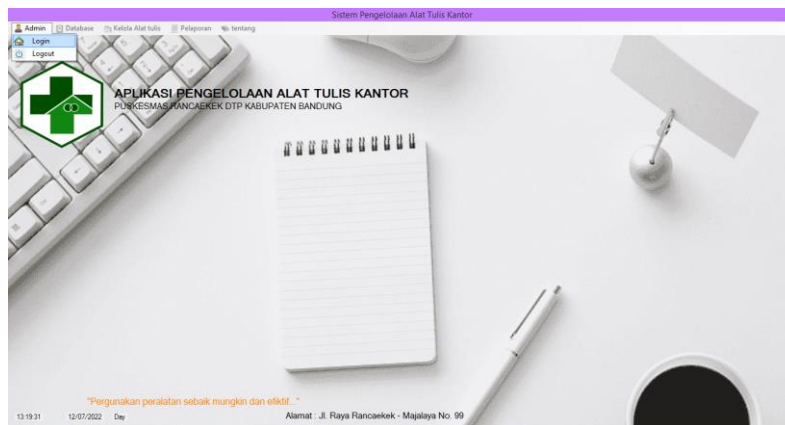 Sistem Pengelolaan Alat Tulis Kantor
Admin Database Kelola Alat tulis Pelaporan tentang
Login
Logout
APLIKASI PENGELOLAAN ALAT TULIS KANTOR
PUSKESMAS RANCAEKEK DTP KABUPATEN BANDUNG
"Pergunakan peralatan sebaik mungkin dan efiktif..."
13:19:31 12/07/2022 Day Alamat : Jl. Raya Rancaekek - Majalaya No. 99